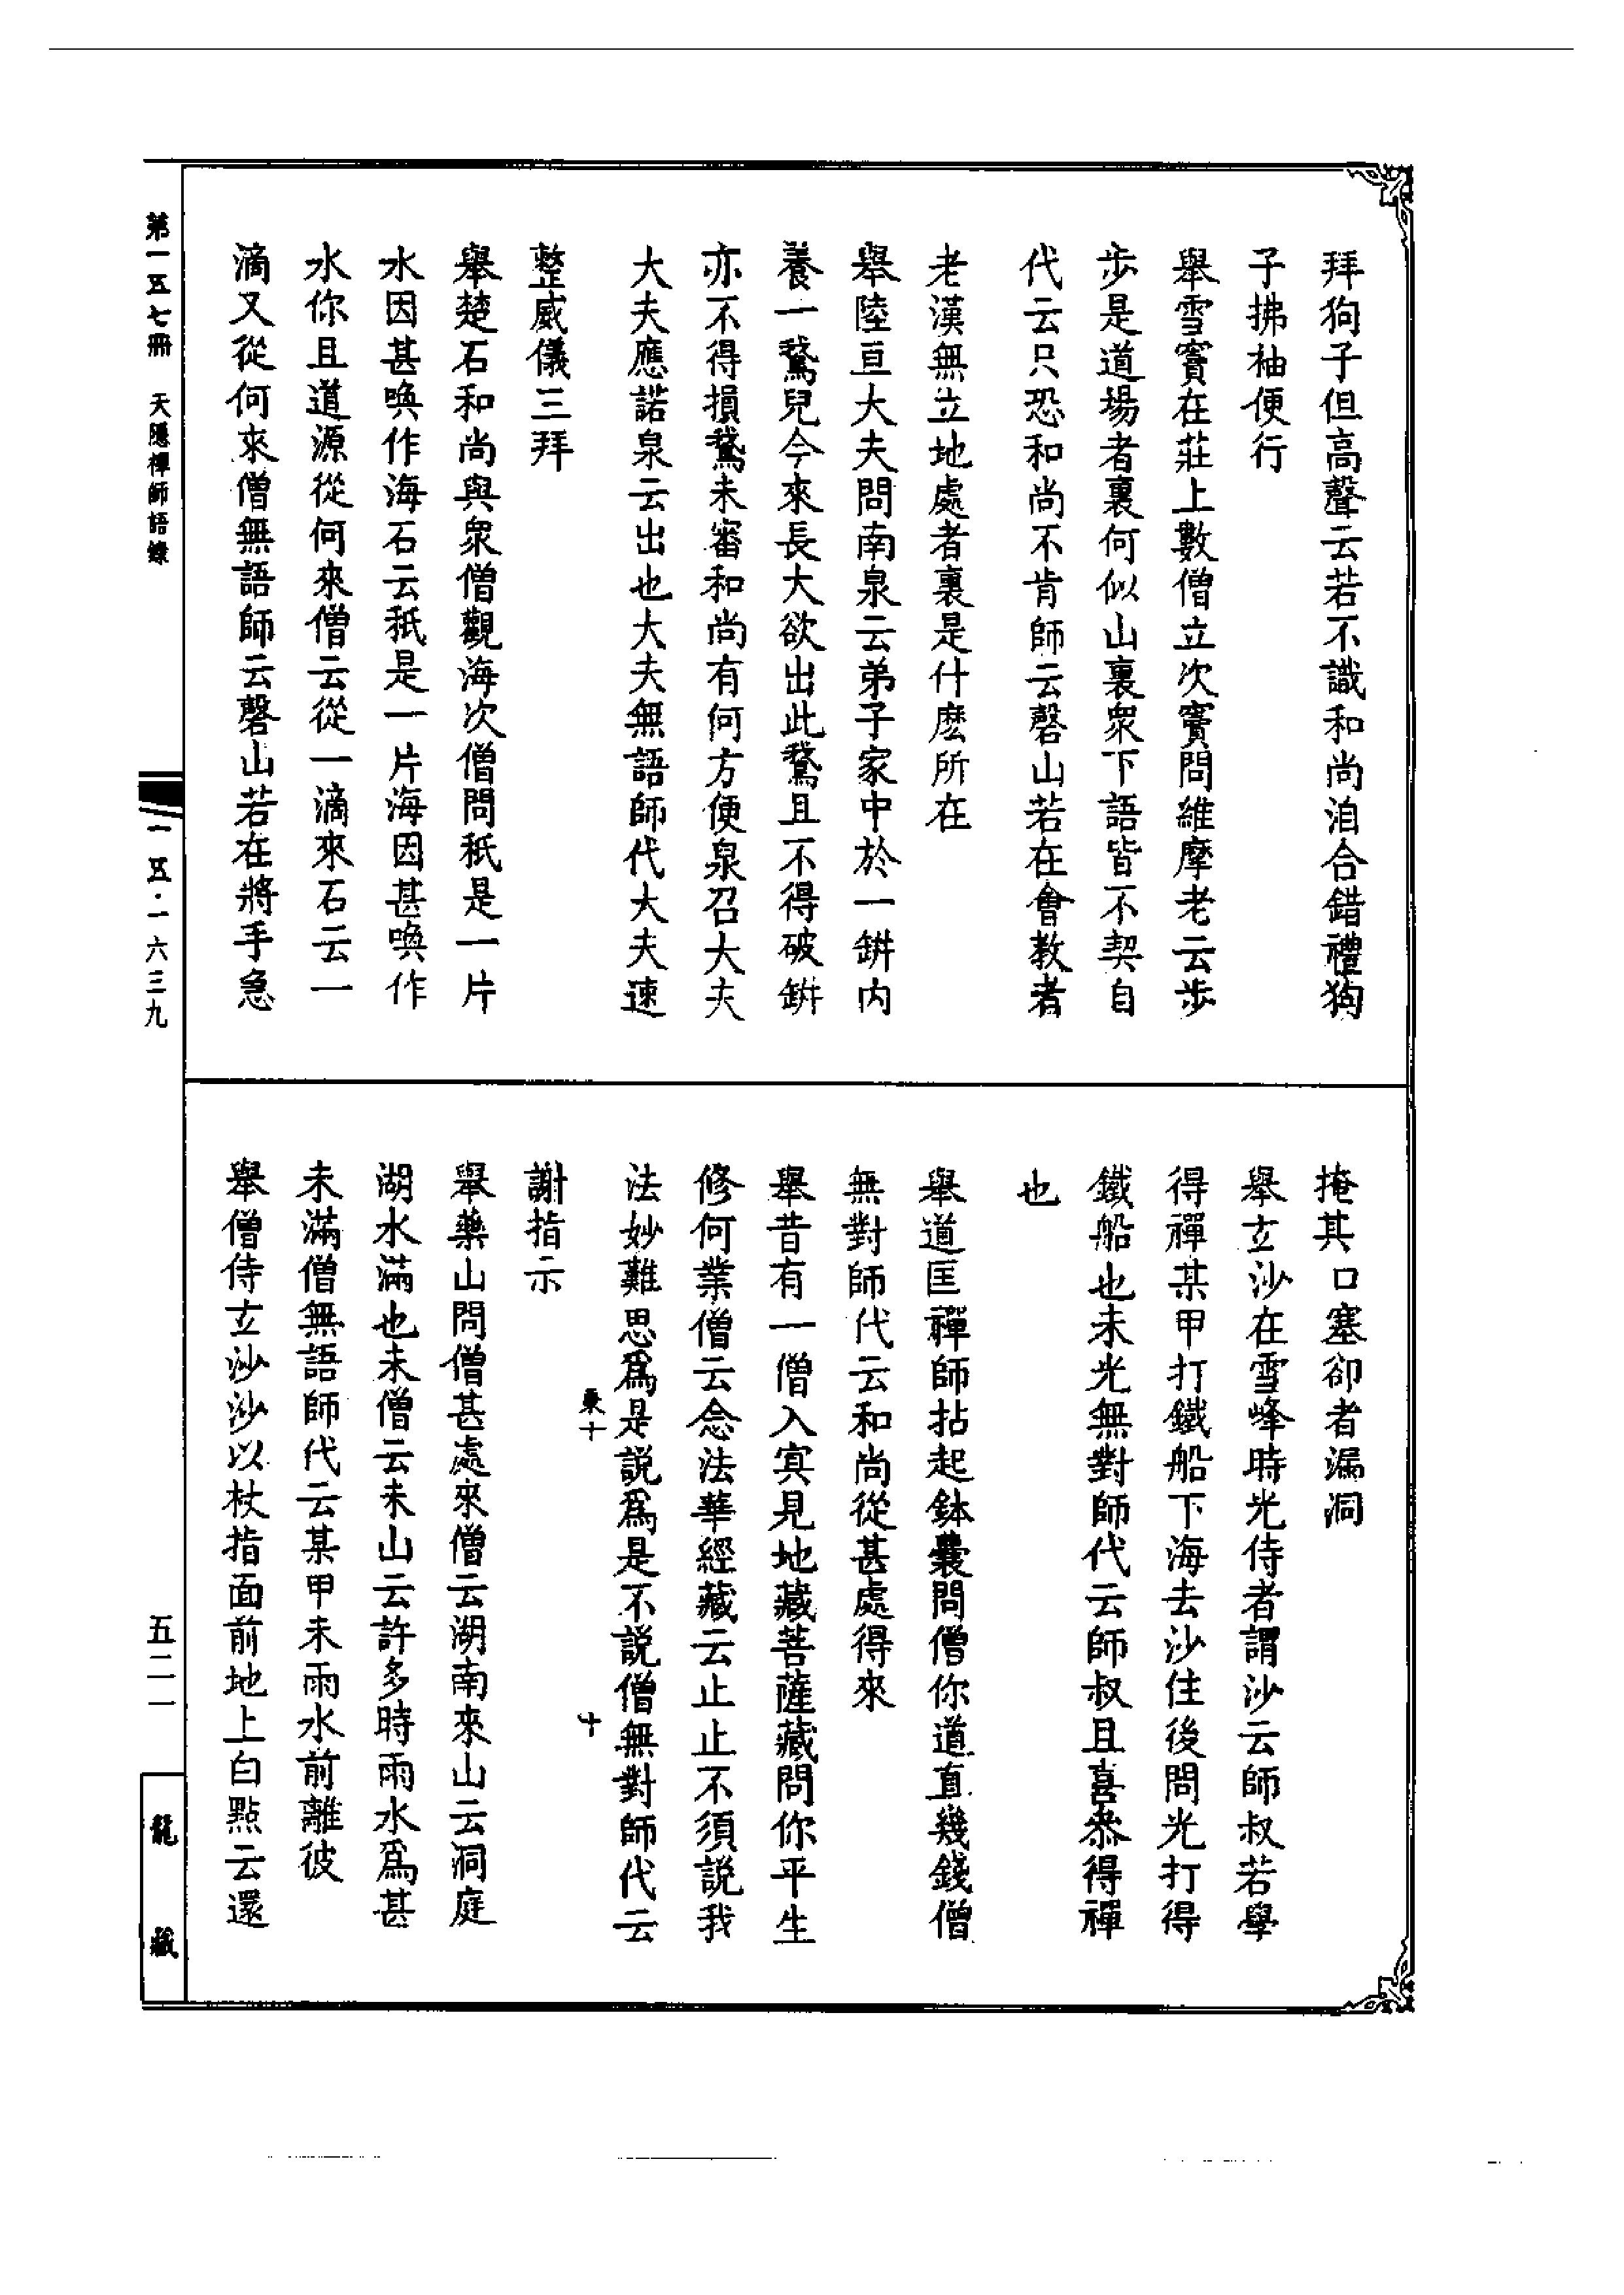 拜狗子但高聲云若不識和尚洎合錯禮狗
子拂袖便行
舉雪竇在莊上數僧立次竇問維摩老云步
步是道場者裏何似山裏衆下語皆不契自
代云只恐和尚不肯師云磬山若在會教者
老漢無立地處者裏是什麽所在
舉陸亘大夫問南泉云弟子家中於一缾内
養一鵞兒今來長大欲出此鵞且不得破缾
亦不得損鵞未審和尚有何方便泉召大夫
大夫應諾泉云出也大夫無語師代大夫速
整威儀三拜
舉楚石和尚與衆僧觀海次僧問秖是一片
水因甚喚作海石云秖是一片海因甚喚作
水你且道源從何來僧云從一滴來石云一
滴又從何來僧無語師云磬山若在將手急
掩其口塞卻者漏洞
舉玄沙在雪峰時光侍者謂沙云師叔若學
得禪某甲打鐵船下海去沙住後問光打得
鐵船也未光無對師代云師叔且喜叅得禪
也
舉道匡禪師拈起鉢囊問僧你道直幾錢僧
無對師代云和尚從甚處得來
舉昔有一僧入冥見地藏菩薩藏問你平生
修何業僧云念法華經藏云止止不須説我
法妙難思爲是説爲是不説僧無對師代云
謝指示
舉藥山問僧甚處來僧云湖南來山云洞庭
湖水滿也未僧云未山云許多時雨水爲甚
未滿僧無語師代云某甲未雨水前離彼
舉僧侍玄沙沙以杖指面前地上白點云還
十
第一五七冊 天隱禪師語錄
一五·一六三九
五二一
龍藏